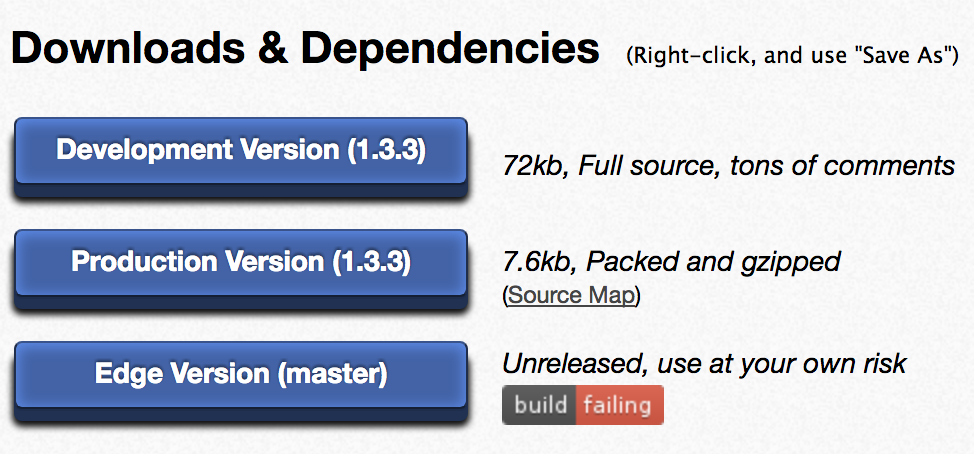 Downloads & Dependencies (Right-click, and use "Save As")
Development Version (1.3.3)
72kb, Full source, tons of comments
Production Version (1.3.3)
7.6kb, Packed and gzipped
(Source Map)
Edge Version (master)
Unreleased, use at your own risk
build failing